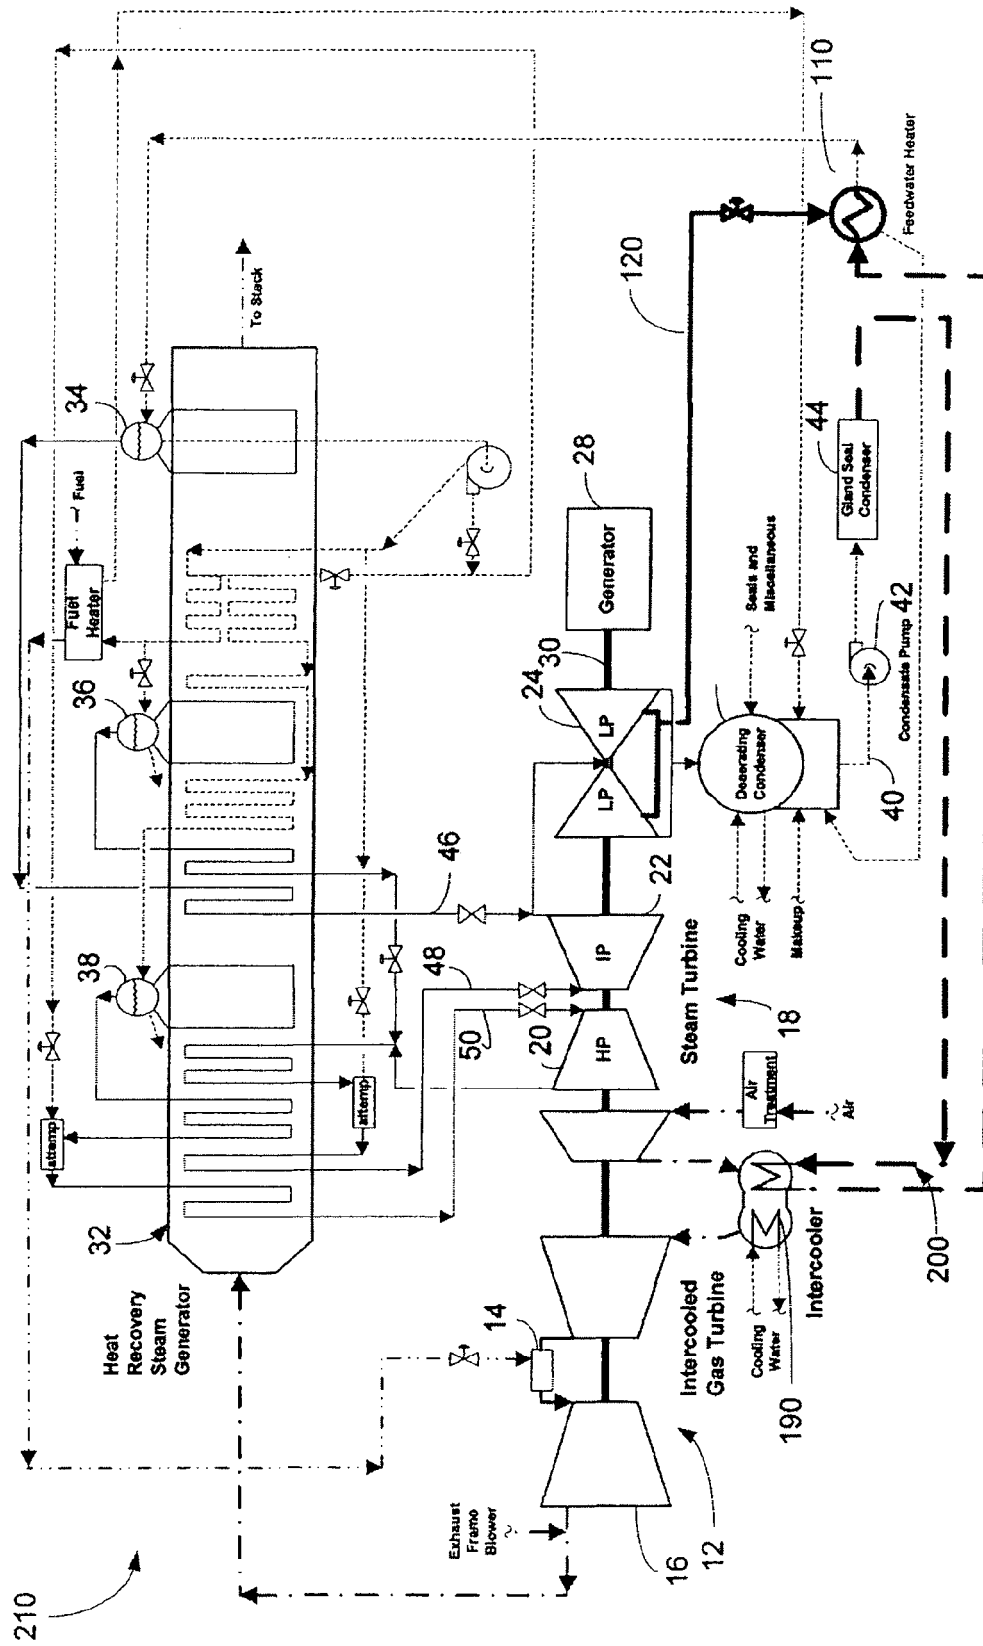 210
Heat
Recovery
Steam
Generator
32
attemp
38
36
Fuel
Heater
Fuel
34
To Stack
attemp
50
48
46
Exhaust
Frame
Blower
16
12
14
Intercooled
Gas Turbine
Cooling
Water
190
Intercooler
200
Air
Treatment
Air
HP
20
IP
22
Steam Turbine
18
LP
LP
24
30
Generator
28
Cooling
Water
Makeup
Deaerating
Condenser
Seals and
Miscellaneous
40
Condensate Pump 42
Gland Seal
Condenser
44
120
110
Feedwater Heater